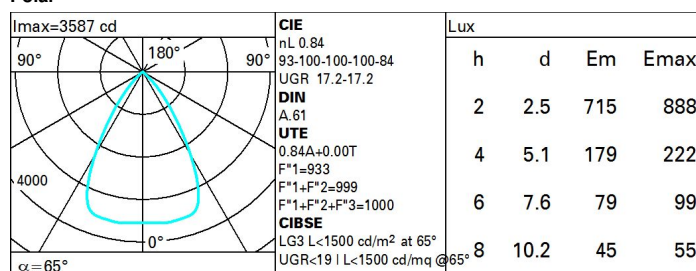 Imax=3587 cd
90° 180° 90°
4000
0°
α=65°
CIE
nL 0.84
93-100-100-100-84
UGR 17.2-17.2
DIN
A.61
UTE
0.84A+0.00T
F"1=933
F"1+F"2=999
F"1+F"2+F"3=1000
CIBSE
LG3 L<1500 cd/m² at 65°
UGR<19 | L<1500 cd/mq @65°
Lux
h d Em Emax
2 2.5 715 888
4 5.1 179 222
6 7.6 79 99
8 10.2 45 55